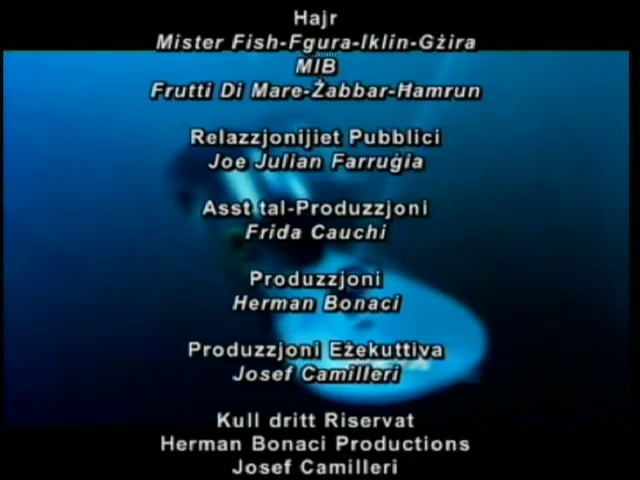 Hajr
Mister Fish-Fgura-Iklin-Gżira
MIB
Frutti Di Mare-Żabbar-Hamrun
Relazzjonijiet Pubblici
Joe Julian Farruġia
Asst tal-Produzzjoni
Frida Cauchi
Produzzjoni
Herman Bonaci
Produzzjoni Eżekuttiva
Josef Camilleri
Kull dritt Riservat
Herman Bonaci Productions
Josef Camilleri